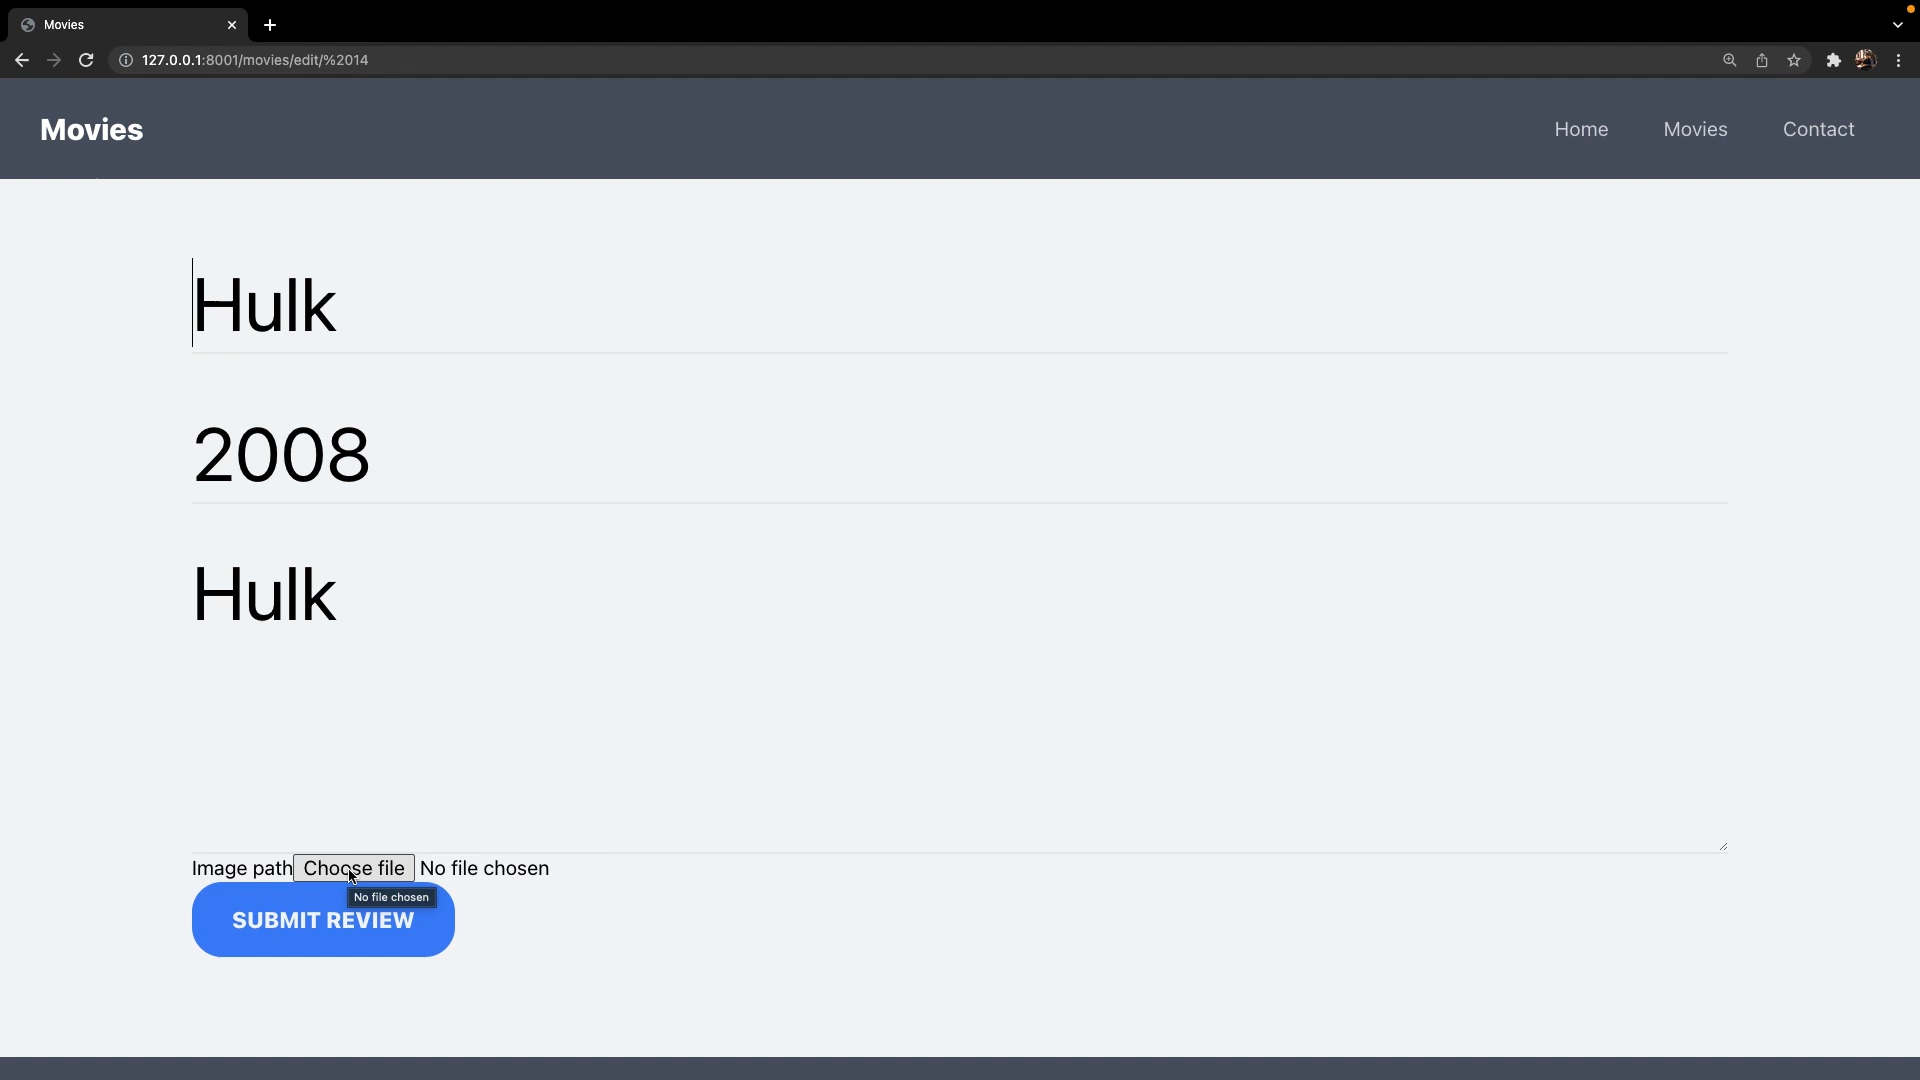 Movies
127.0.0.1:8001/movies/edit/%2014
Movies Home Movies Contact
Hulk
2008
Hulk
Image path Choose file No file chosen
No file chosen
SUBMIT REVIEW